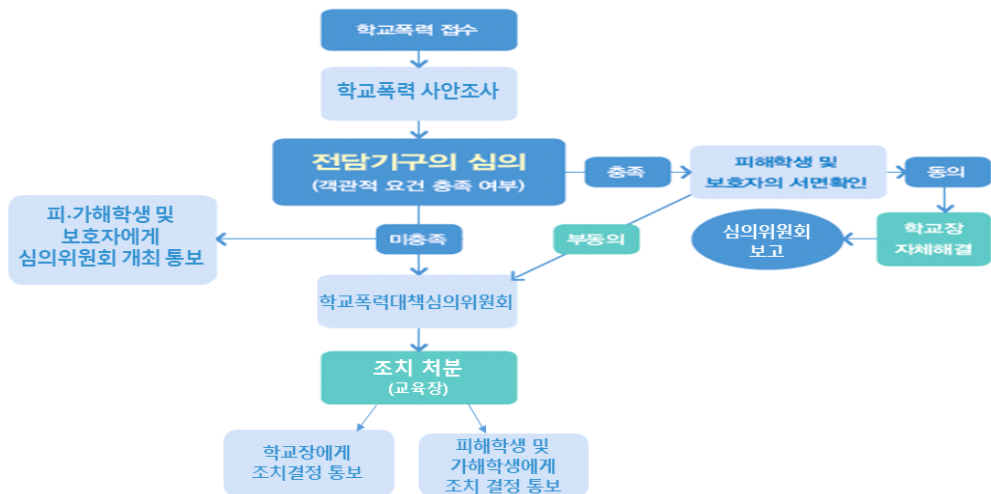 학교폭력 접수
학교폭력 사안조사
전담기구의 심의
(객관적 요건 충족 여부)
충족
피해학생 및
보호자의 서면확인
동의
피·가해학생 및
보호자에게
심의위원회 개최 통보
미충족
부동의
심의위원회
보고
학교장
자체해결
학교폭력대책심의위원회
조치 처분
(교육장)
학교장에게
조치결정 통보
피해학생 및
가해학생에게
조치 결정 통보